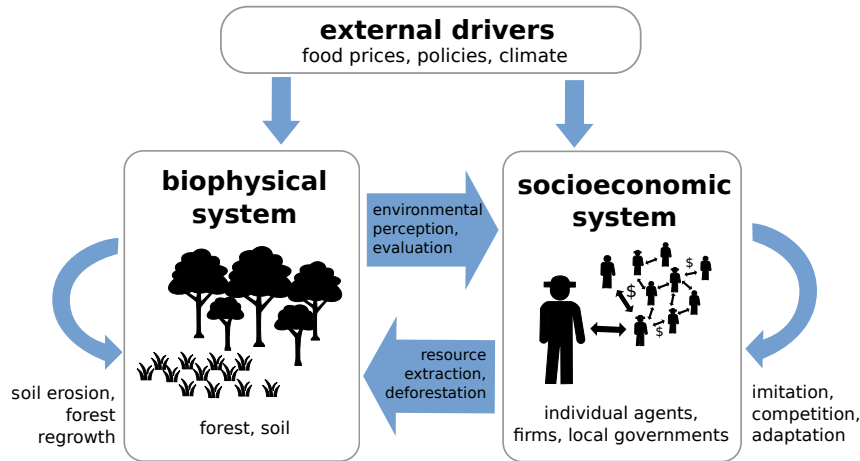 external drivers
food prices, policies, climate
biophysical
system
environmental
perception,
evaluation
socioeconomic
system
$
$
$
resource
extraction,
deforestation
soil erosion,
forest
regrowth
forest, soil
individual agents,
firms, local governments
imitation,
competition,
adaptation